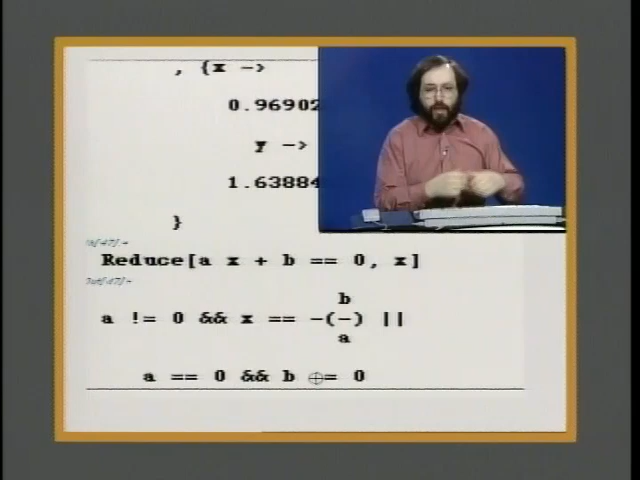 , {x ->
0.96902
y ->
1.63884
}
In[47]:=
Reduce[a x + b == 0, x]
Out[47]=
b
a != 0 && x == -(-) ||
a
a == 0 && b == 0